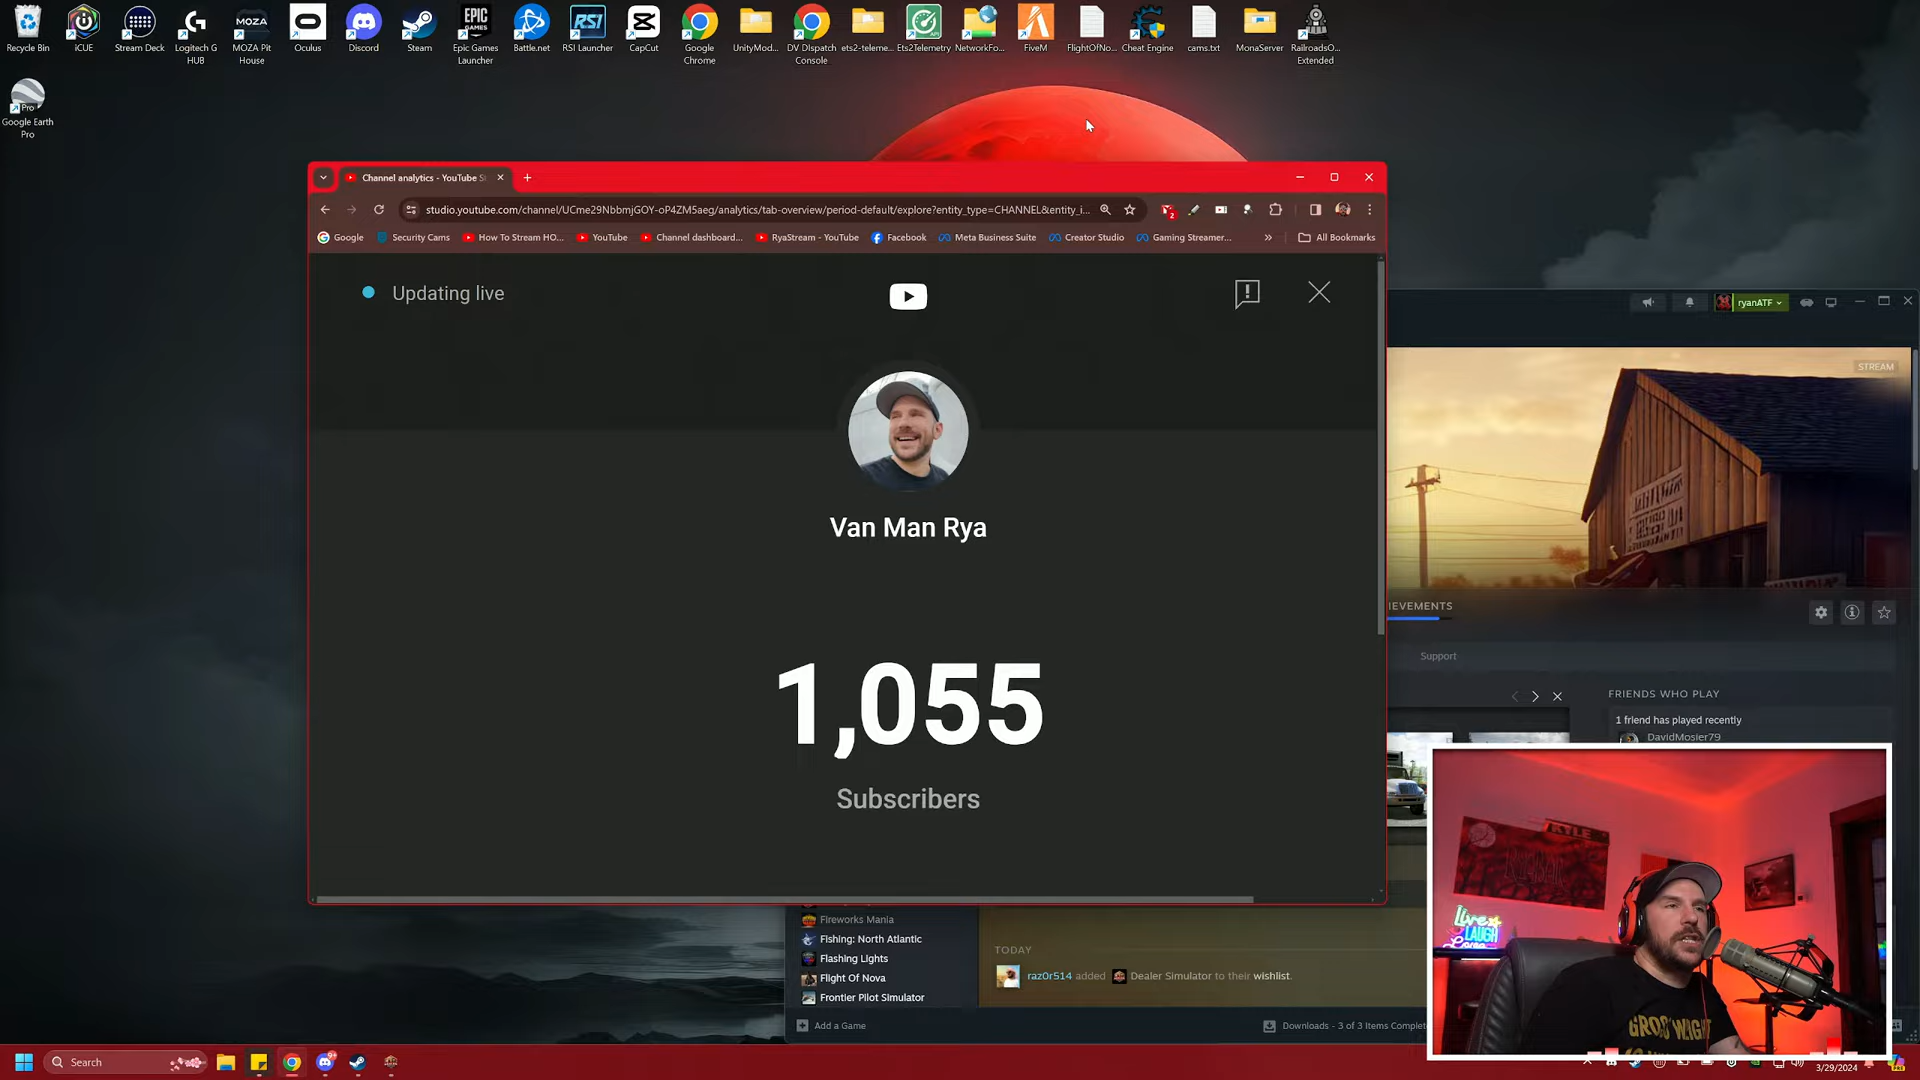 Recycle Bin
iCUE
Stream Deck
Logitech G HUB
MOZA Pit House
Oculus
Discord
Steam
Epic Games Launcher
Battle.net
RSI Launcher
CapCut
Google Chrome
UnityMod...
DV DIspatch Console
ets2-teleme...
Ets2Telemetry
NetworkFo...
FiveM
FlightOfNo...
Cheat Engine
cams.txt
MonaServer
RailroadsO... Extended
Google Earth Pro
Channel analytics - YouTube S
studio.youtube.com/channel/UCme29NbbmjGOY-oP4ZM5aeg/analytics/tab-overview/period-default/explore?entity_type=CHANNEL&entity_i...
Google
Security Cams
How To Stream HO...
YouTube
Channel dashboard...
RyaStream - YouTube
Facebook
Meta Business Suite
Creator Studio
Gaming Streamer...
All Bookmarks
Updating live
Van Man Rya
1,055
Subscribers
ryanATF
STREAM
IEVEMENTS
Support
FRIENDS WHO PLAY
1 friend has played recently
DavidMosier79
KYLE
Live
LAUGH
Fireworks Mania
Fishing: North Atlantic
Flashing Lights
Flight Of Nova
Frontier Pilot SImulator
TODAY
raz0r514 added Dealer Simulator to their wishlist.
Add a Game
Downloads - 3 of 3 Items Complet
Search
3/29/2024